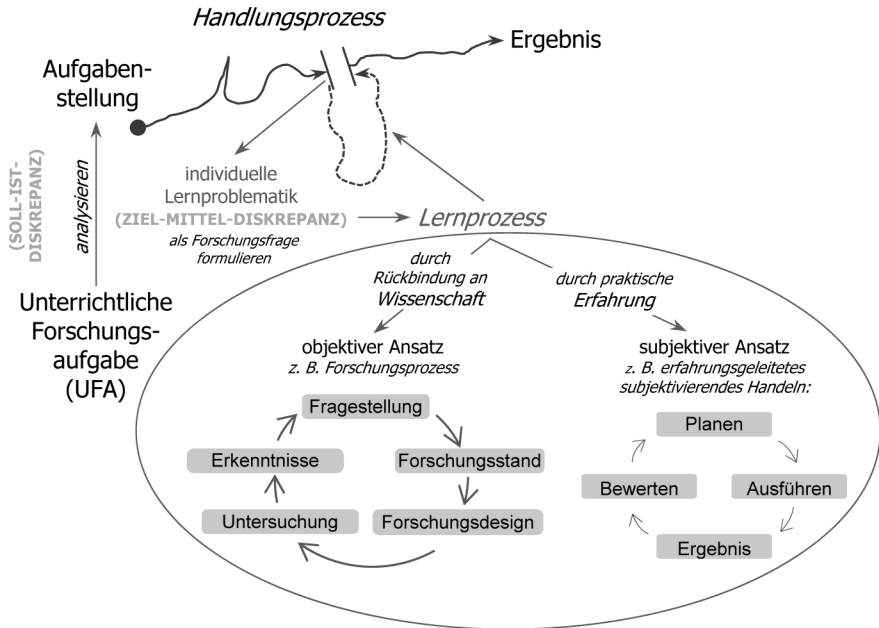 Handlungsprozess
Ergebnis
Aufgaben-
stellung
(SOLL-IST-
DISKREPANZ)
analysieren
individuelle
Lernproblematik
(ZIEL-MITTEL-DISKREPANZ)
als Forschungsfrage
formulieren
Lernprozess
Unterrichtliche
Forschungs-
aufgabe
(UFA)
durch
Rückbindung an
Wissenschaft
durch praktische
Erfahrung
objektiver Ansatz
z. B. Forschungsprozess
Fragestellung
Erkenntnisse
Forschungsstand
Untersuchung
Forschungsdesign
subjektiver Ansatz
z. B. erfahrungsgeleitetes
subjektivierendes Handeln:
Planen
Bewerten
Ausführen
Ergebnis